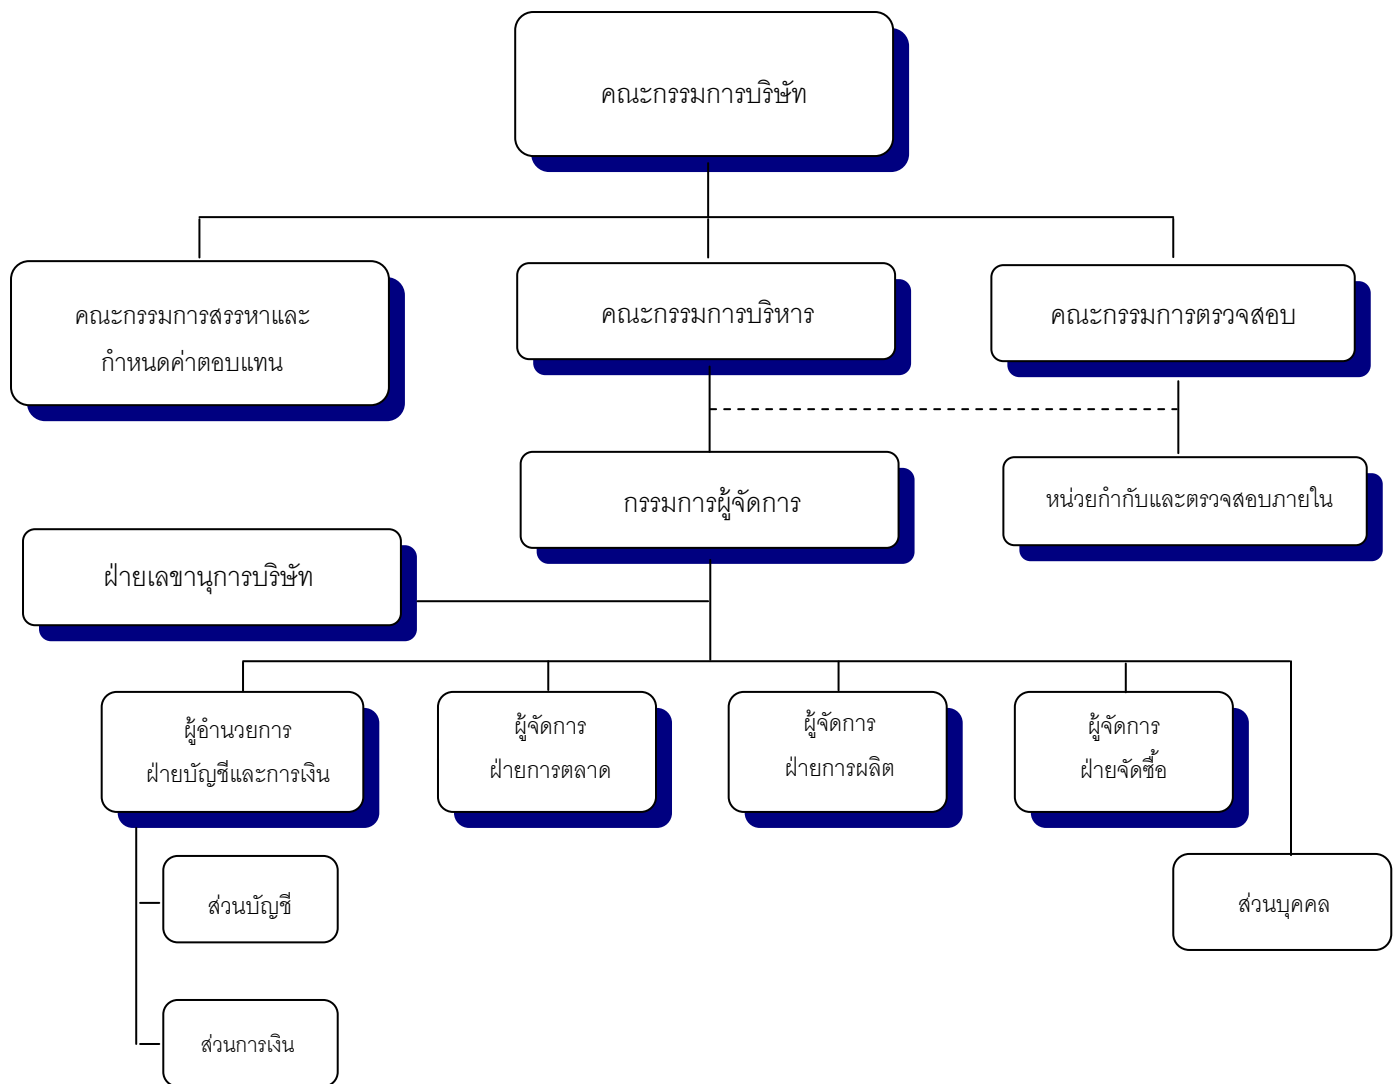 คณะกรรมการบริษัท
คณะกรรมการสรรหาและ
กำหนดค่าตอบแทน
คณะกรรมการบริหาร
คณะกรรมการตรวจสอบ
กรรมการผู้จัดการ
หน่วยกำกับและตรวจสอบภายใน
ฝ่ายเลขานุการบริษัท
ผู้อำนวยการ
ฝ่ายบัญชีและการเงิน
ผู้จัดการ
ฝ่ายการตลาด
ผู้จัดการ
ฝ่ายการผลิต
ผู้จัดการ
ฝ่ายจัดซื้อ
ส่วนบัญชี
ส่วนบุคคล
ส่วนการเงิน